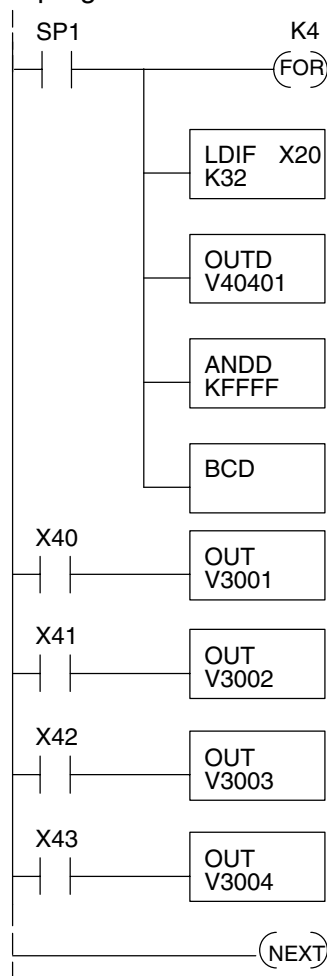 SP1 K4
(FOR)
LDIF X20
K32
OUTD
V40401
ANDD
KFFFF
BCD
X40
OUT
V3001
X41
OUT
V3002
X42
OUT
V3003
X43
OUT
V3004
(NEXT)